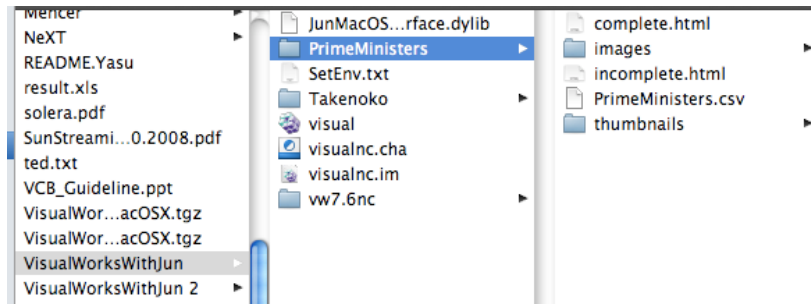 Mencer
NeXT
README.Yasu
result.xls
solera.pdf
SunStreami...0.2008.pdf
ted.txt
VCB_Guideline.ppt
VisualWor...acOSX.tgz
VisualWor...acOSX.tgz
VisualWorksWithJun
VisualWorksWithJun 2
JunMacOS...rface.dylib
PrimeMinisters
SetEnv.txt
Takenoko
visual
visualnc.cha
visualnc.im
vw7.6nc
complete.html
images
incomplete.html
PrimeMinisters.csv
thumbnails